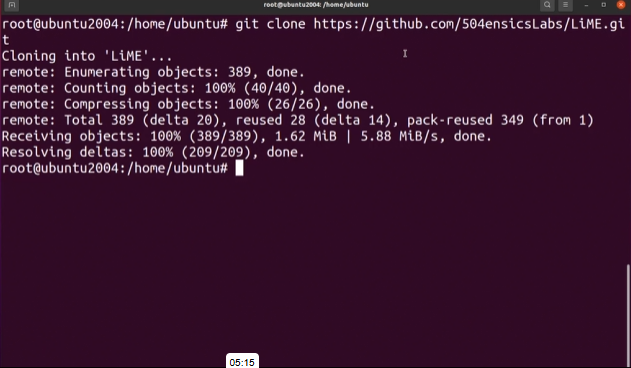 root@ubuntu2004: /home/ubuntu
root@ubuntu2004:/home/ubuntu# git clone https://github.com/504ensicsLabs/LiME.gi
t
Cloning into 'LiME'...
remote: Enumerating objects: 389, done.
remote: Counting objects: 100% (40/40), done.
remote: Compressing objects: 100% (26/26), done.
remote: Total 389 (delta 20), reused 28 (delta 14), pack-reused 349 (from 1)
Receiving objects: 100% (389/389), 1.62 MiB | 5.88 MiB/s, done.
Resolving deltas: 100% (209/209), done.
root@ubuntu2004:/home/ubuntu#
05:15